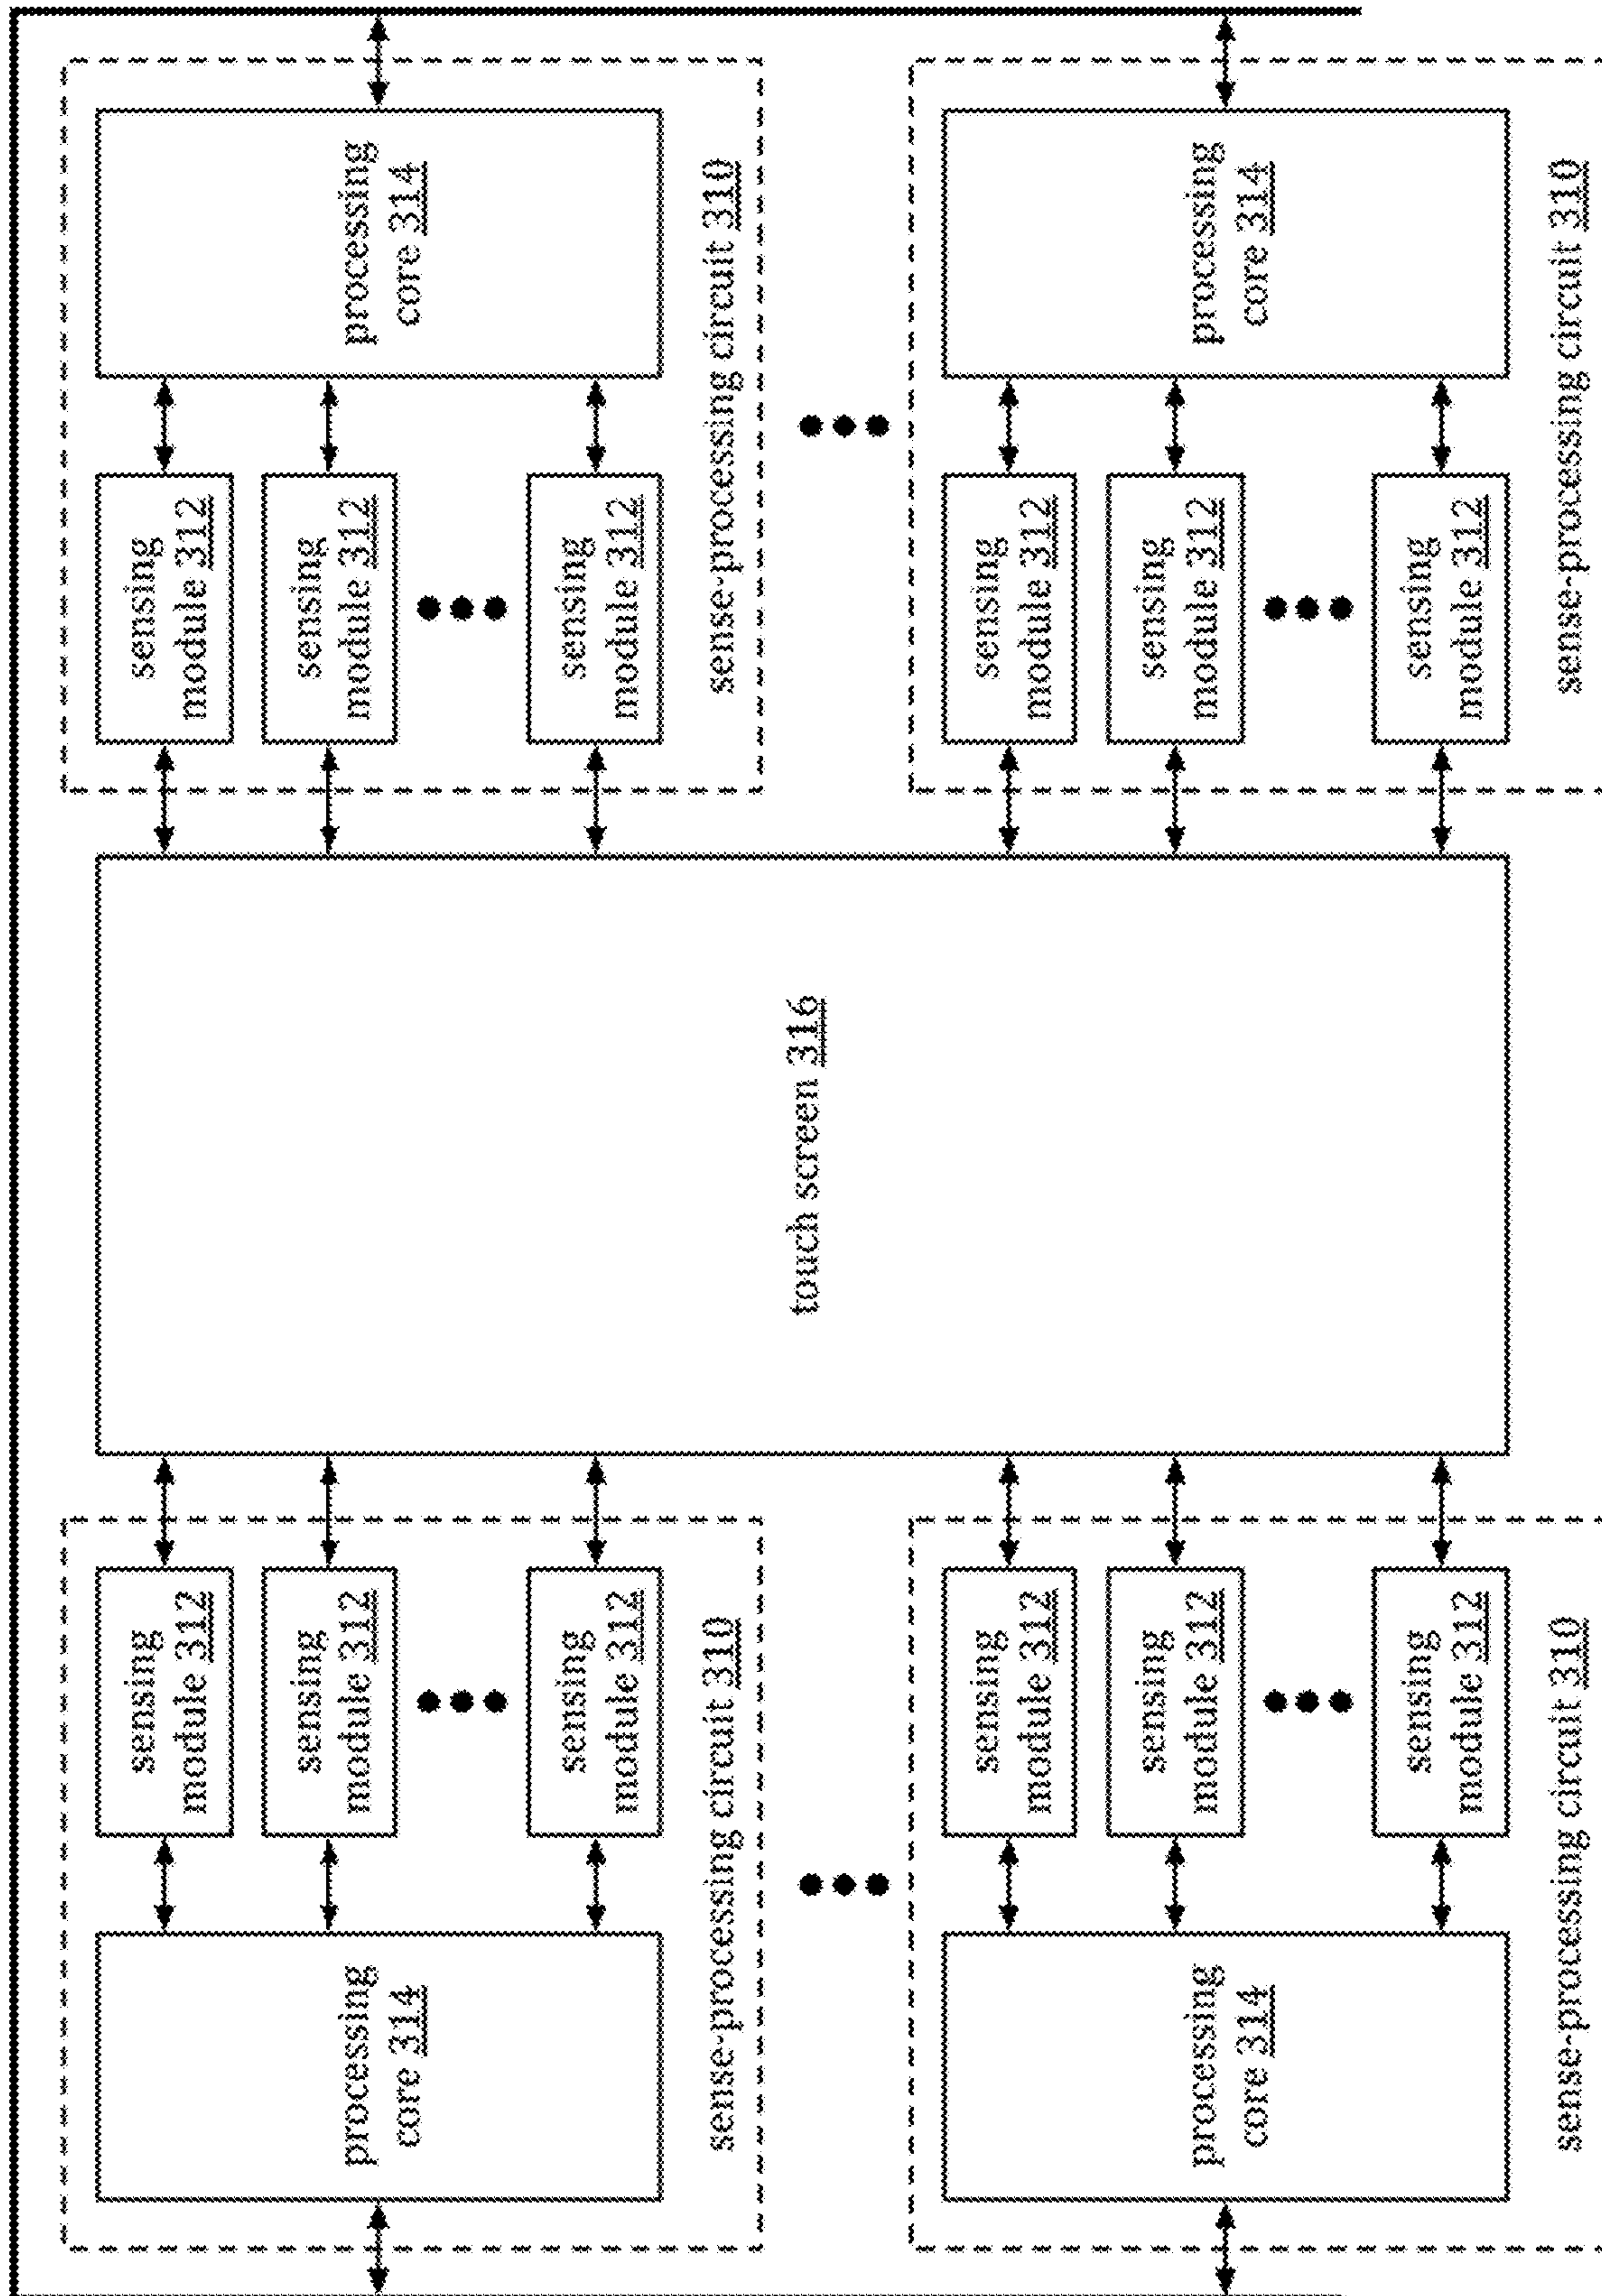 processing
core 314
sensing
module 312
sensing
module 312
sensing
module 312
sense-processing circuit 310
sensing
module 312
sensing
module 312
sensing
module 312
processing
core 314
sense-processing circuit 310
touch screen 316
processing
core 314
sensing
module 312
sensing
module 312
sensing
module 312
sense-processing circuit 310
sensing
module 312
sensing
module 312
sensing
module 312
processing
core 314
sense-processing circuit 310